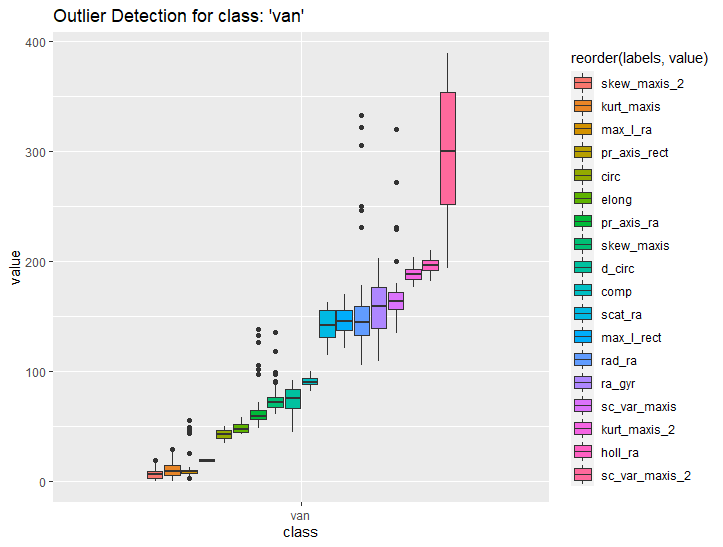 Outlier Detection for class: 'van'
400
300
200
100
0
value
van
class
reorder(labels, value)
skew_maxis_2
kurt_maxis
max_l_ra
pr_axis_rect
circ
elong
pr_axis_ra
skew_maxis
d_circ
comp
scat_ra
max_l_rect
rad_ra
ra_gyr
sc_var_maxis
kurt_maxis_2
holl_ra
sc_var_maxis_2